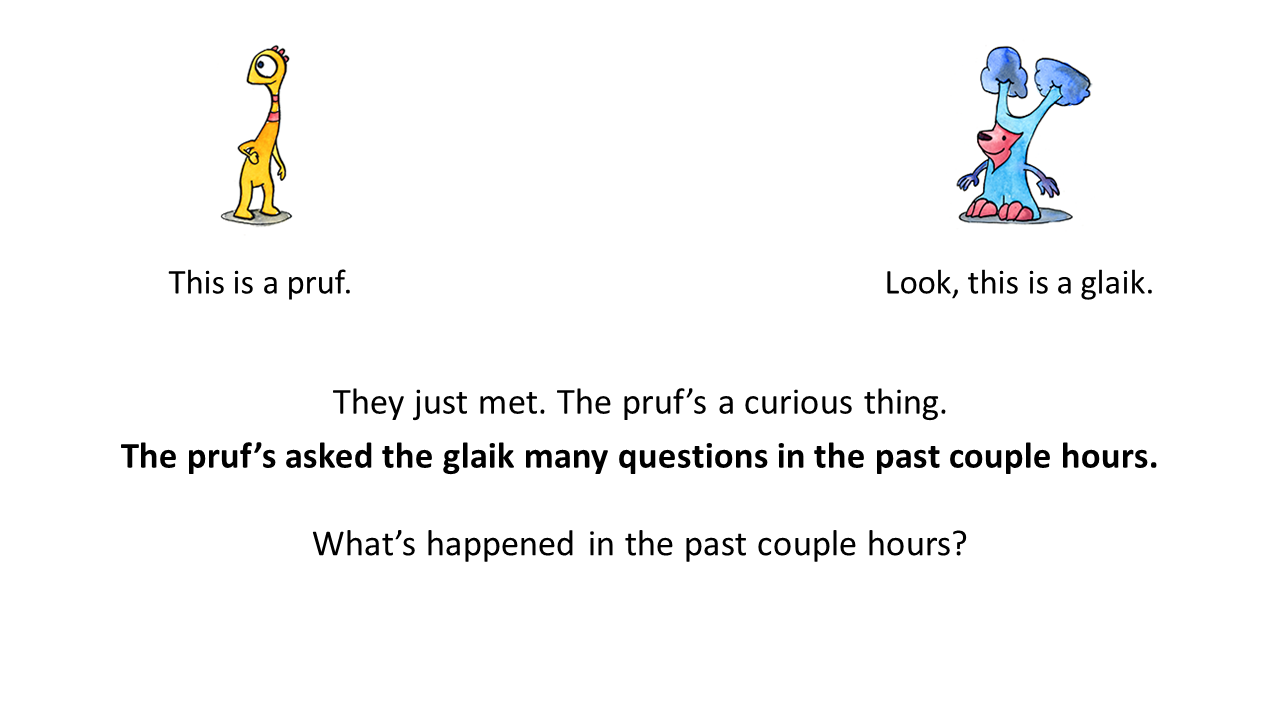 This is a pruf.
Look, this is a glaik.
They just met. The pruf’s a curious thing.
The pruf’s asked the glaik many questions in the past couple hours.
What’s happened in the past couple hours?